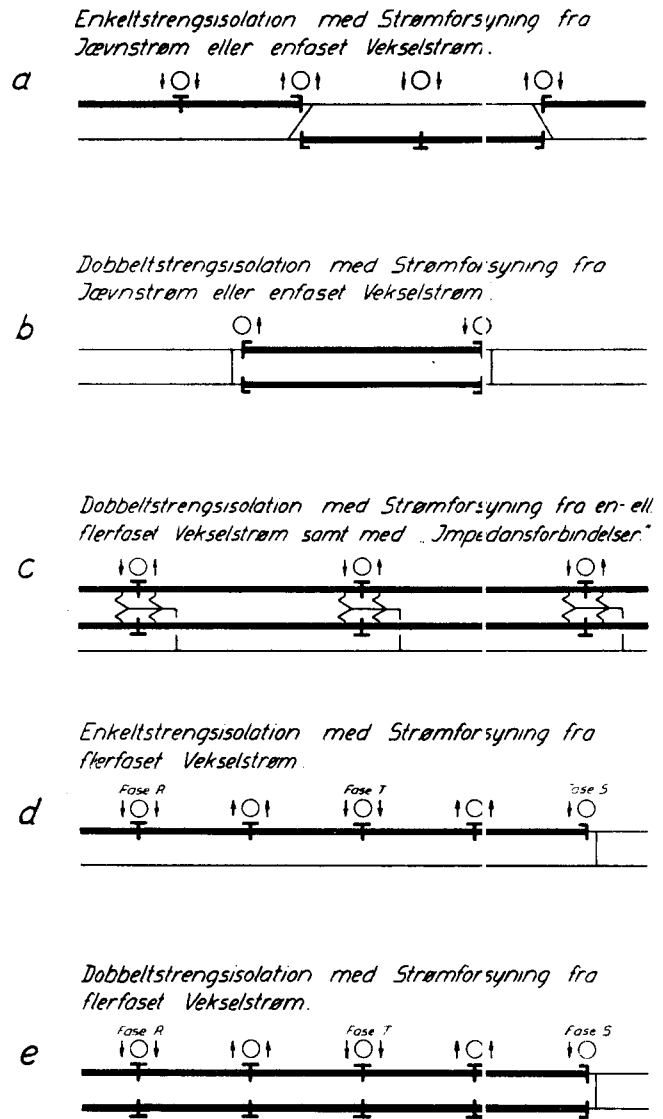 Enkeltstrengsisolation med Strømforsyning fra
Jævnstrøm eller enfaset Vekselstrøm.
a
Dobbeltstrengsisolation med Strømforsyning fra
Jævnstrøm eller enfaset Vekselstrøm.
b
Dobbeltstrengsisolation med Strømforsyning fra en- ell.
flerfaset Vekselstrøm samt med „Impedansforbindelser."
c
Enkeltstrengsisolation med Strømforsyning fra
flerfaset Vekselstrøm.
Fase R Fase T Fase S
d
Dobbeltstrengsisolation med Strømforsyning fra
flerfaset Vekselstrøm.
Fase R Fase T Fase S
e